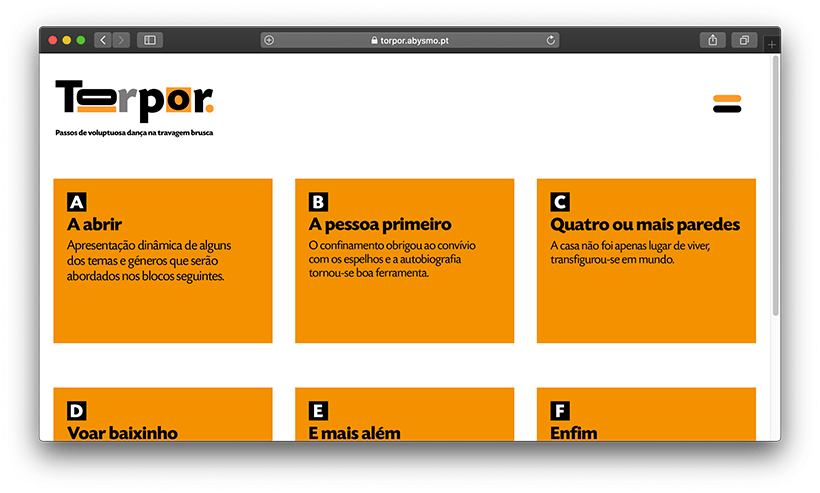 torpor.abysmo.pt
Torpor.
Passos de voluptuosa dança na travagem brusca
A
A abrir
Apresentação dinâmica de alguns
dos temas e géneros que serão
abordados nos blocos seguintes.
B
A pessoa primeiro
O confinamento obrigou ao convívio
com os espelhos e a autobiografia
tornou-se boa ferramenta.
C
Quatro ou mais paredes
A casa não foi apenas lugar de viver,
transfigurou-se em mundo.
D
Voar baixinho
E
E mais além
F
Enfim